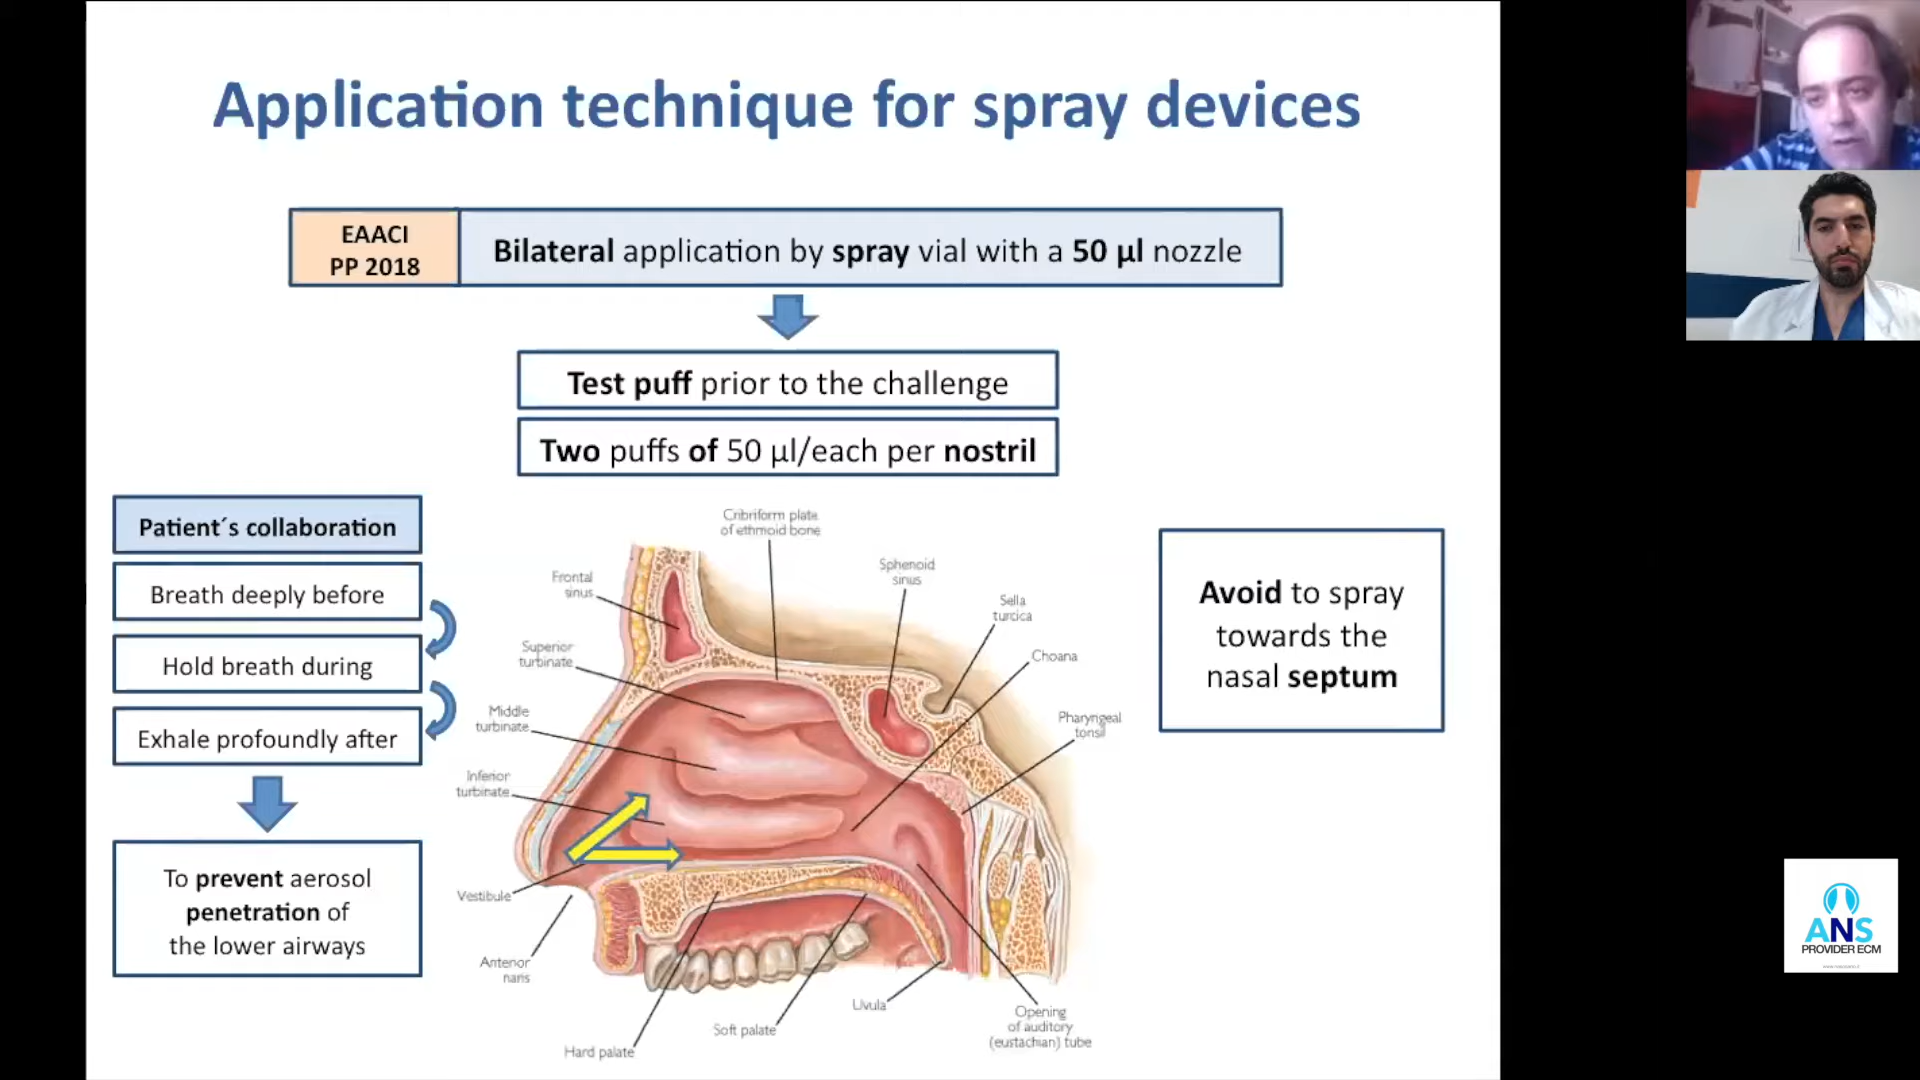 Application technique for spray devices
EAACI
PP 2018
Bilateral application by spray vial with a 50 µl nozzle
Test puff prior to the challenge
Two puffs of 50 µl/each per nostril
Patient´s collaboration
Breath deeply before
Hold breath during
Exhale profoundly after
To prevent aerosol
penetration of
the lower airways
Cribriform plate
of ethmoid bone
Frontal
sinus
Sphenoid
sinus
Sella
turcica
Superior
turbinate
Choana
Middle
turbinate
Pharyngeal
tonsil
Inferior
turbinate
Vestibule
Anterior
naris
Uvula
Opening
of auditory
(eustachian) tube
Soft palate
Hard palate
Avoid to spray
towards the
nasal septum
ANS
PROVIDER ECM